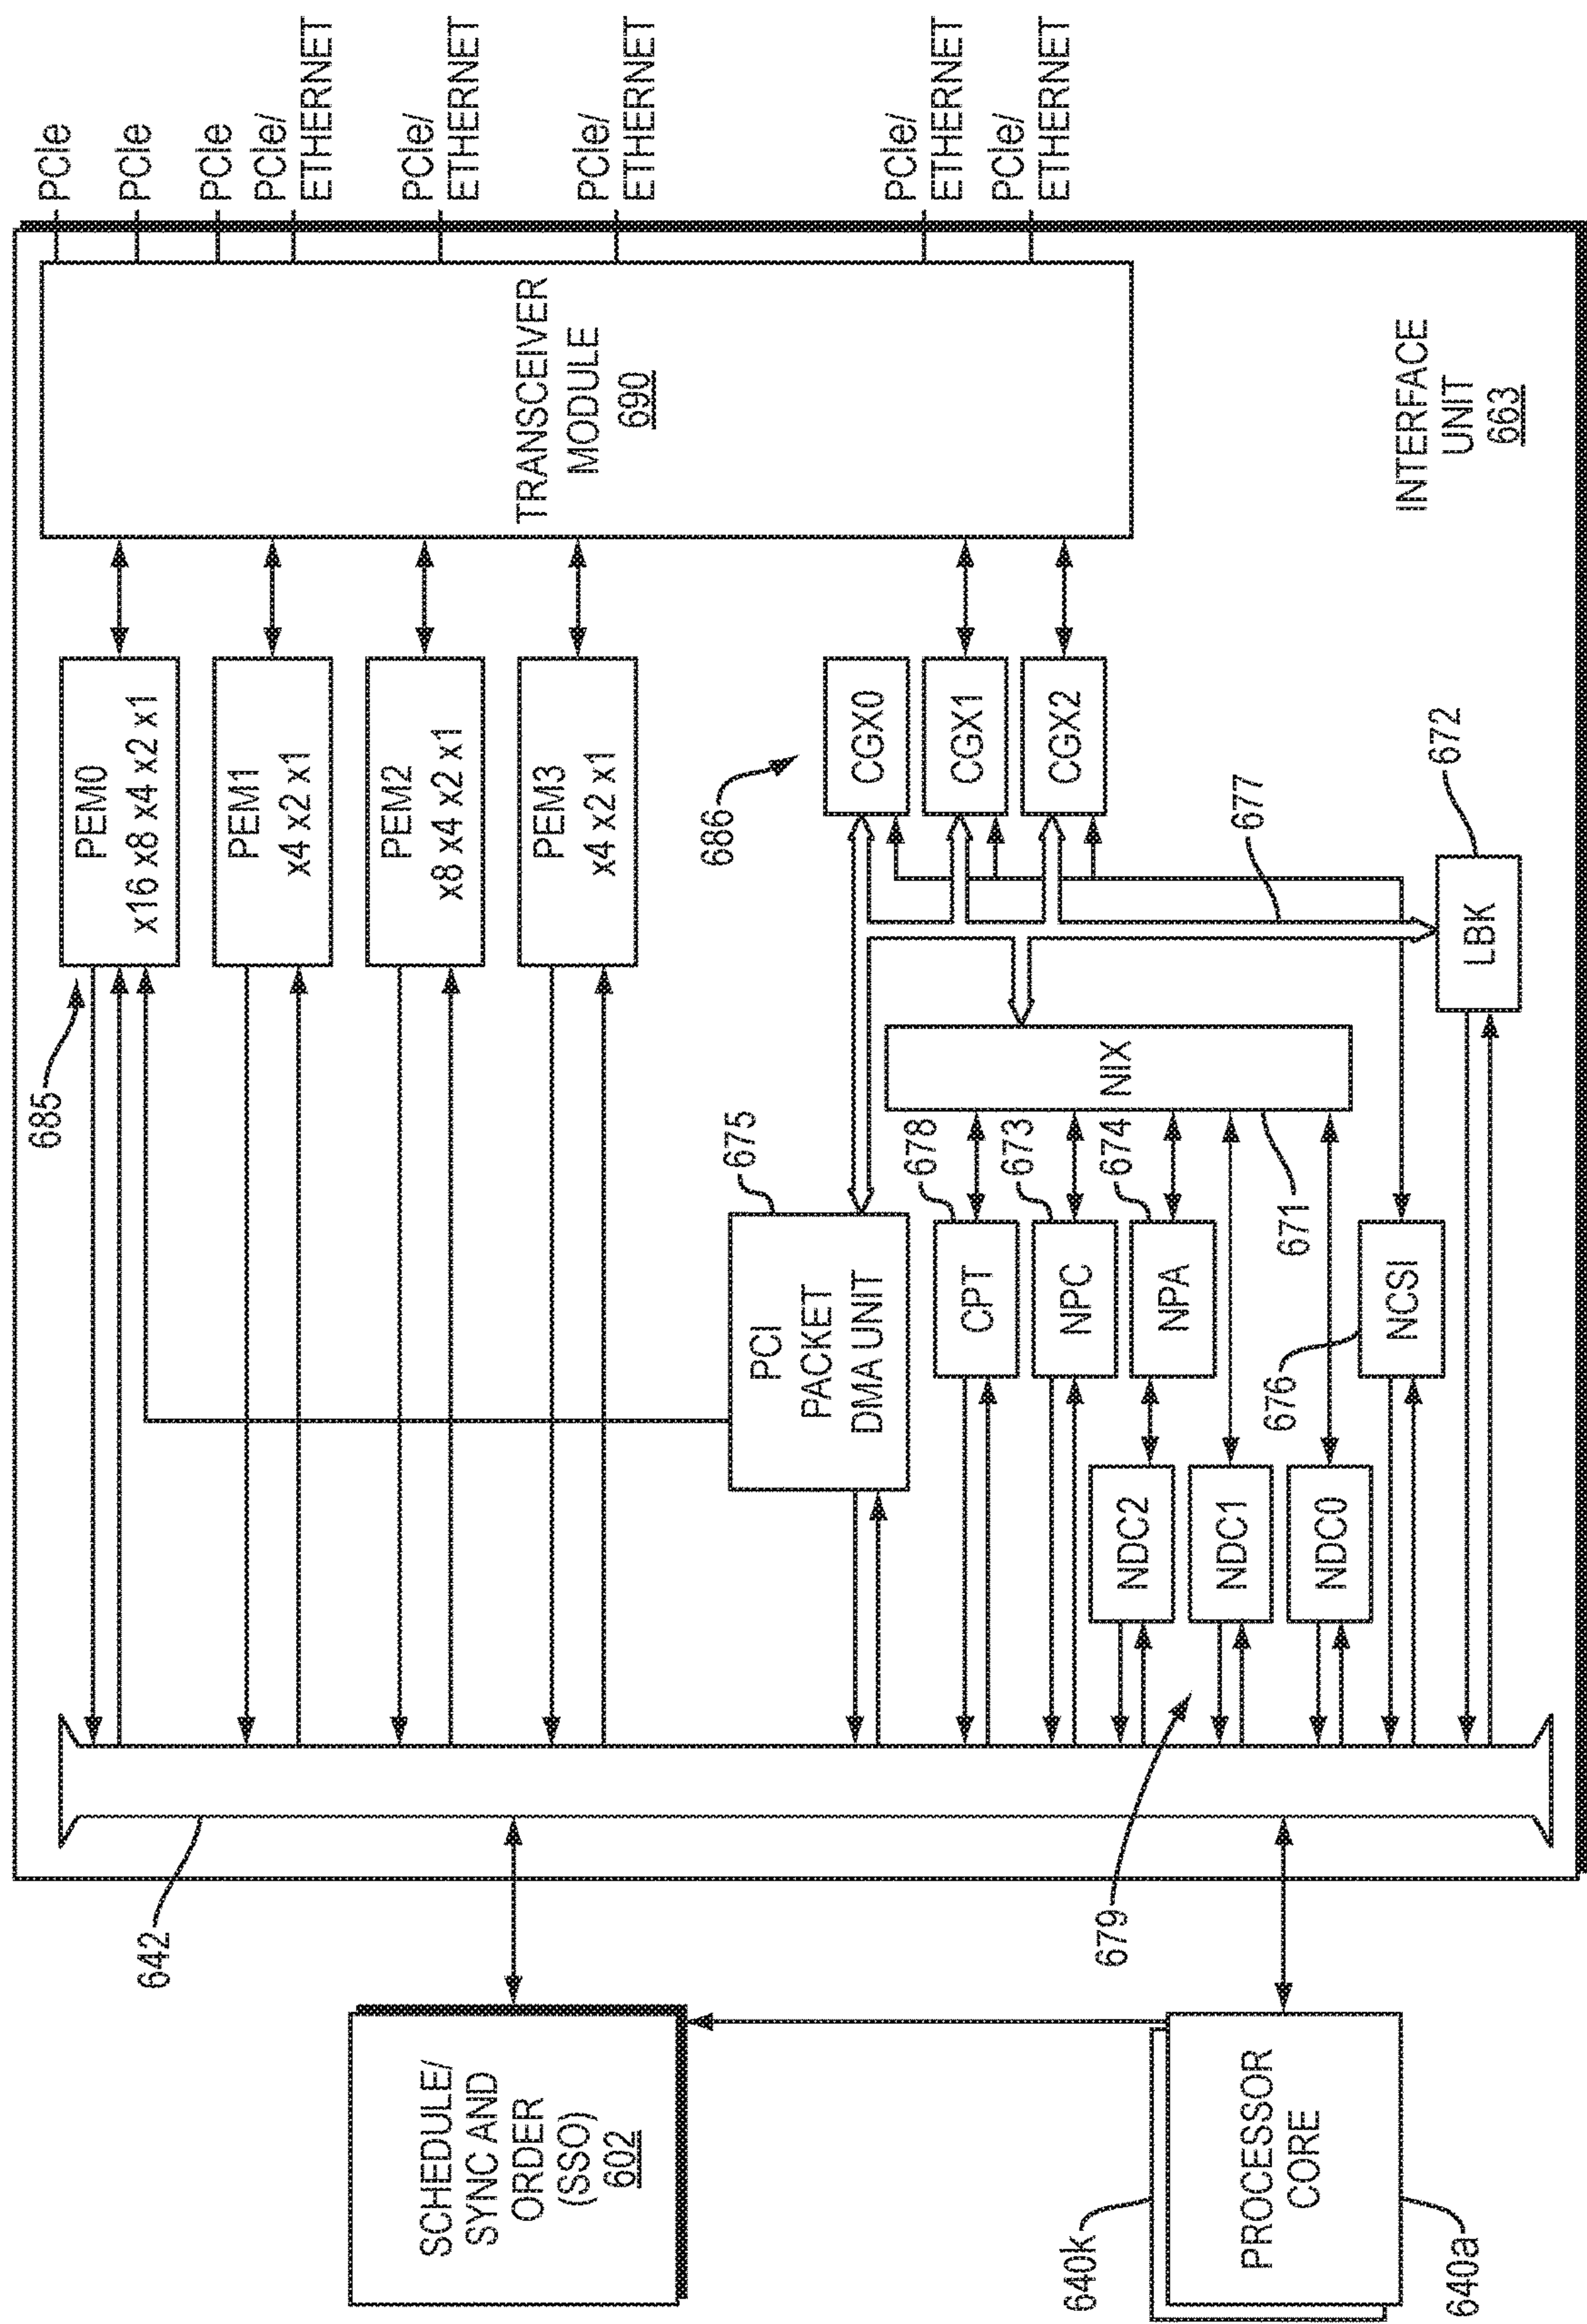 SCHEDULE/
SYNC AND
ORDER
(SSO)
602
PROCESSOR
CORE
640k
640a
642
679
685
PEM0
x16 x8 x4 x2 x1
PEM1
x4 x2 x1
PEM2
x8 x4 x2 x1
PEM3
x4 x2 x1
675
PCI
PACKET
DMA UNIT
686
CGX0
CGX1
CGX2
678
CPT
673
NPC
674
NPA
NIX
671
NDC2
NDC1
NDC0
676
NCSI
677
672
LBK
TRANSCEIVER
MODULE
690
INTERFACE
UNIT
663
PCIe
PCIe
PCIe
PCIe/
ETHERNET
PCIe/
ETHERNET
PCIe/
ETHERNET
PCIe/
ETHERNET
PCIe/
ETHERNET